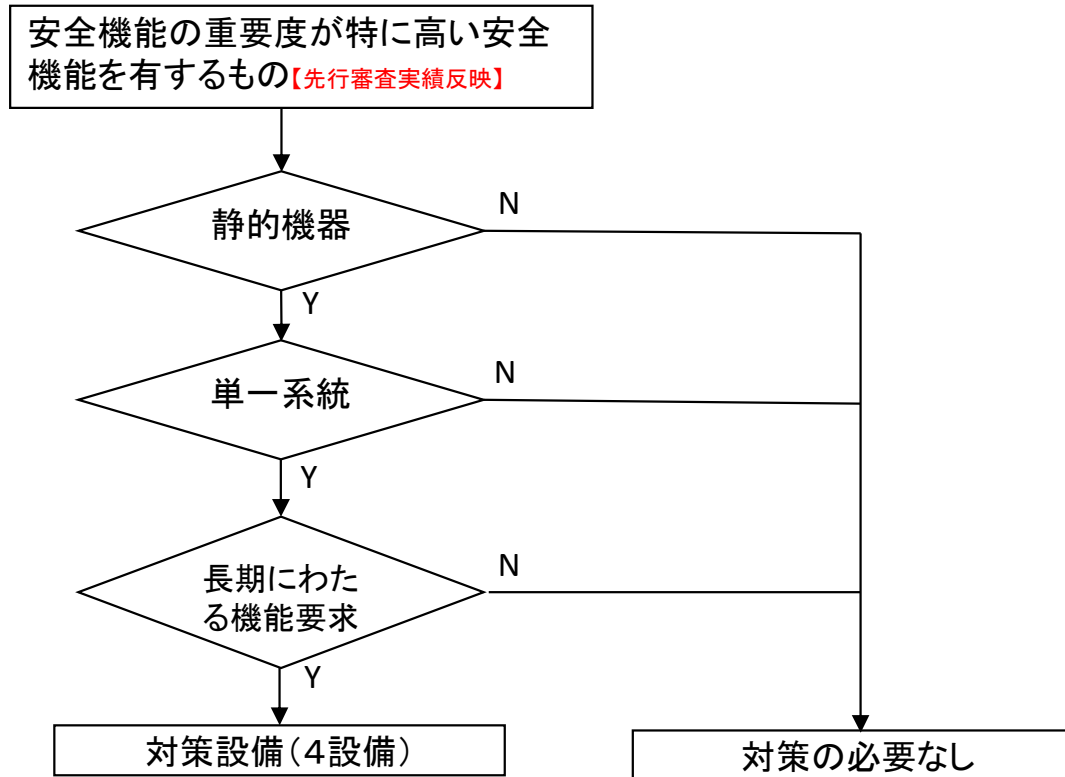 安全機能の重要度が特に高い安全
機能を有するもの【先行審査実績反映】
静的機器
N
Y
単一系統
N
Y
長期にわた
る機能要求
N
Y
対策設備(4設備)
対策の必要なし